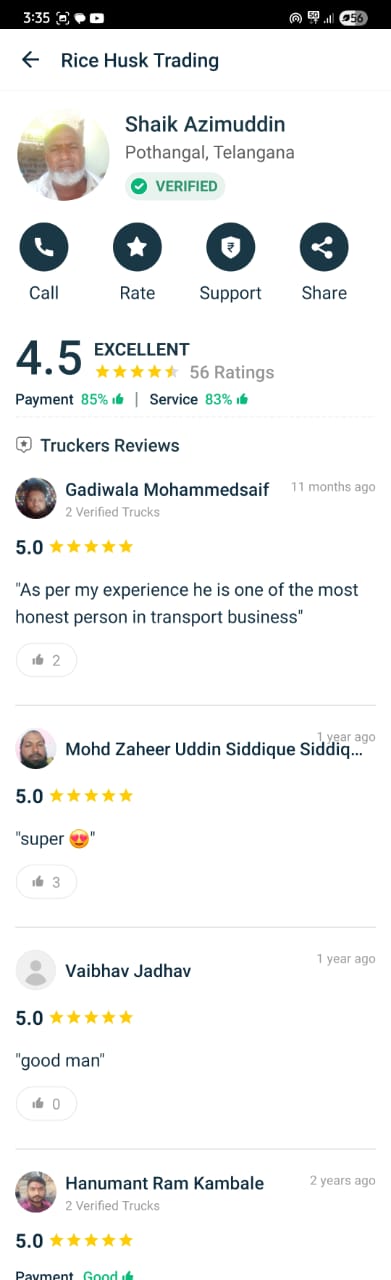 3:35
56
Rice Husk Trading
Shaik Azimuddin
Pothangal, Telangana
VERIFIED
Call Rate Support Share
4.5 EXCELLENT
56 Ratings
Payment 85% | Service 83%
Truckers Reviews
Gadiwala Mohammedsaif 11 months ago
2 Verified Trucks
5.0
"As per my experience he is one of the most
honest person in transport business"
2
1 year ago
Mohd Zaheer Uddin Siddique Siddiq...
5.0
"super 😍"
3
1 year ago
Vaibhav Jadhav
5.0
"good man"
0
Hanumant Ram Kambale 2 years ago
2 Verified Trucks
5.0
Payment Good